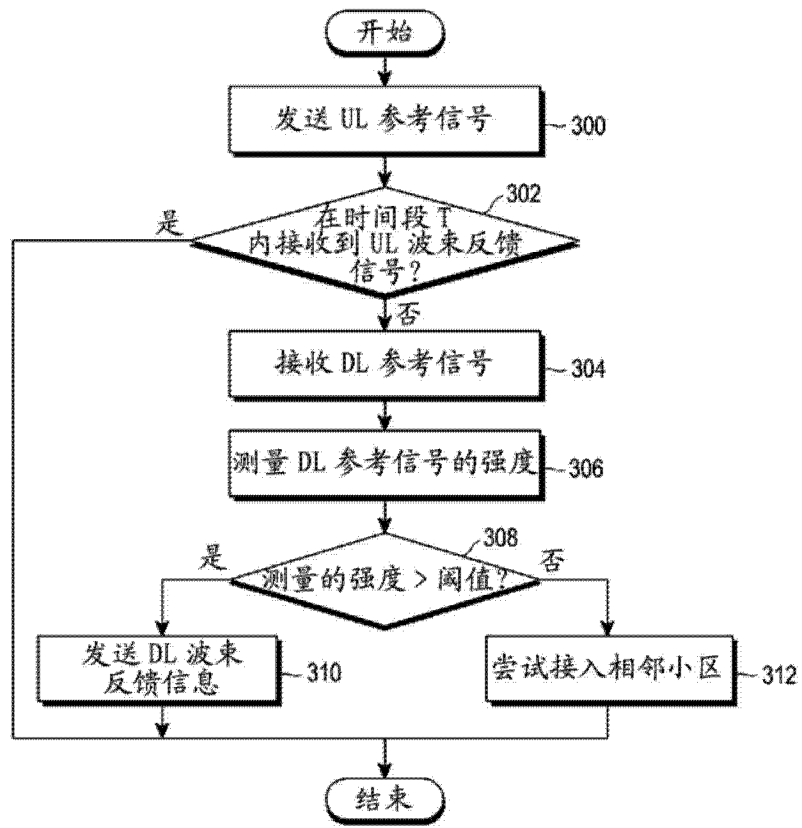 开始
发送 UL 参考信号
300
302
是
在时间段 T
内接收到 UL 波束反馈
信号?
否
接收 DL 参考信号
304
测量 DL 参考信号的强度
306
308
是
测量的强度 > 阈值?
否
发送 DL 波束
反馈信息
310
尝试接入相邻小区
312
结束